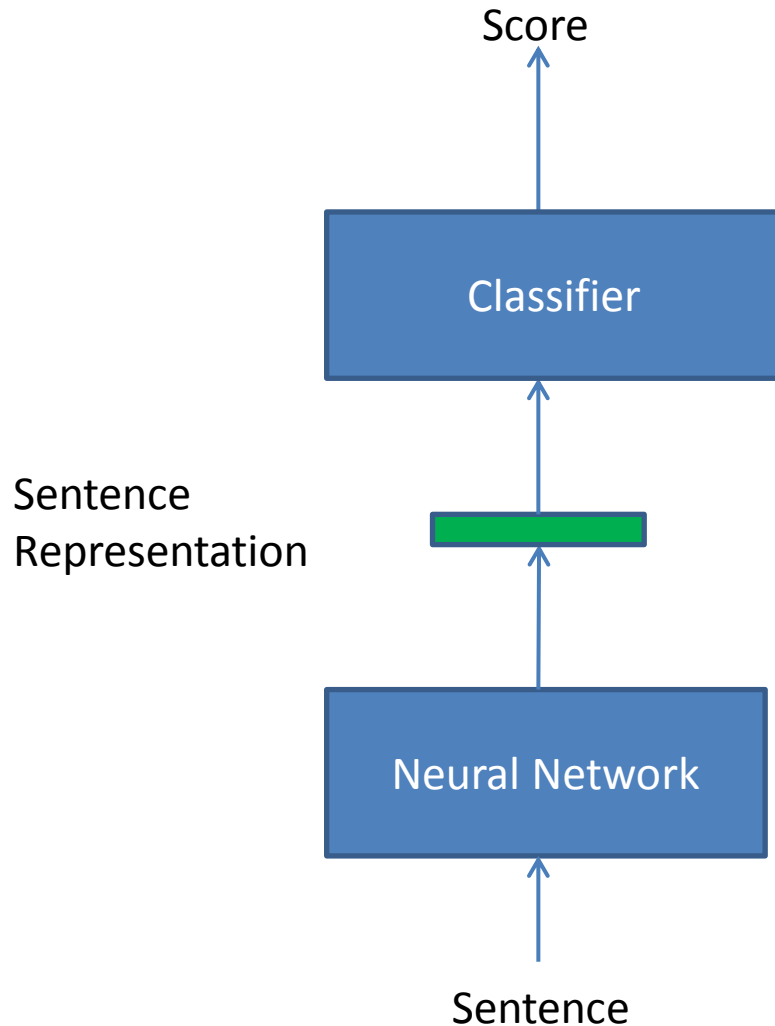 Score
Classifier
Sentence
Representation
Neural Network
Sentence